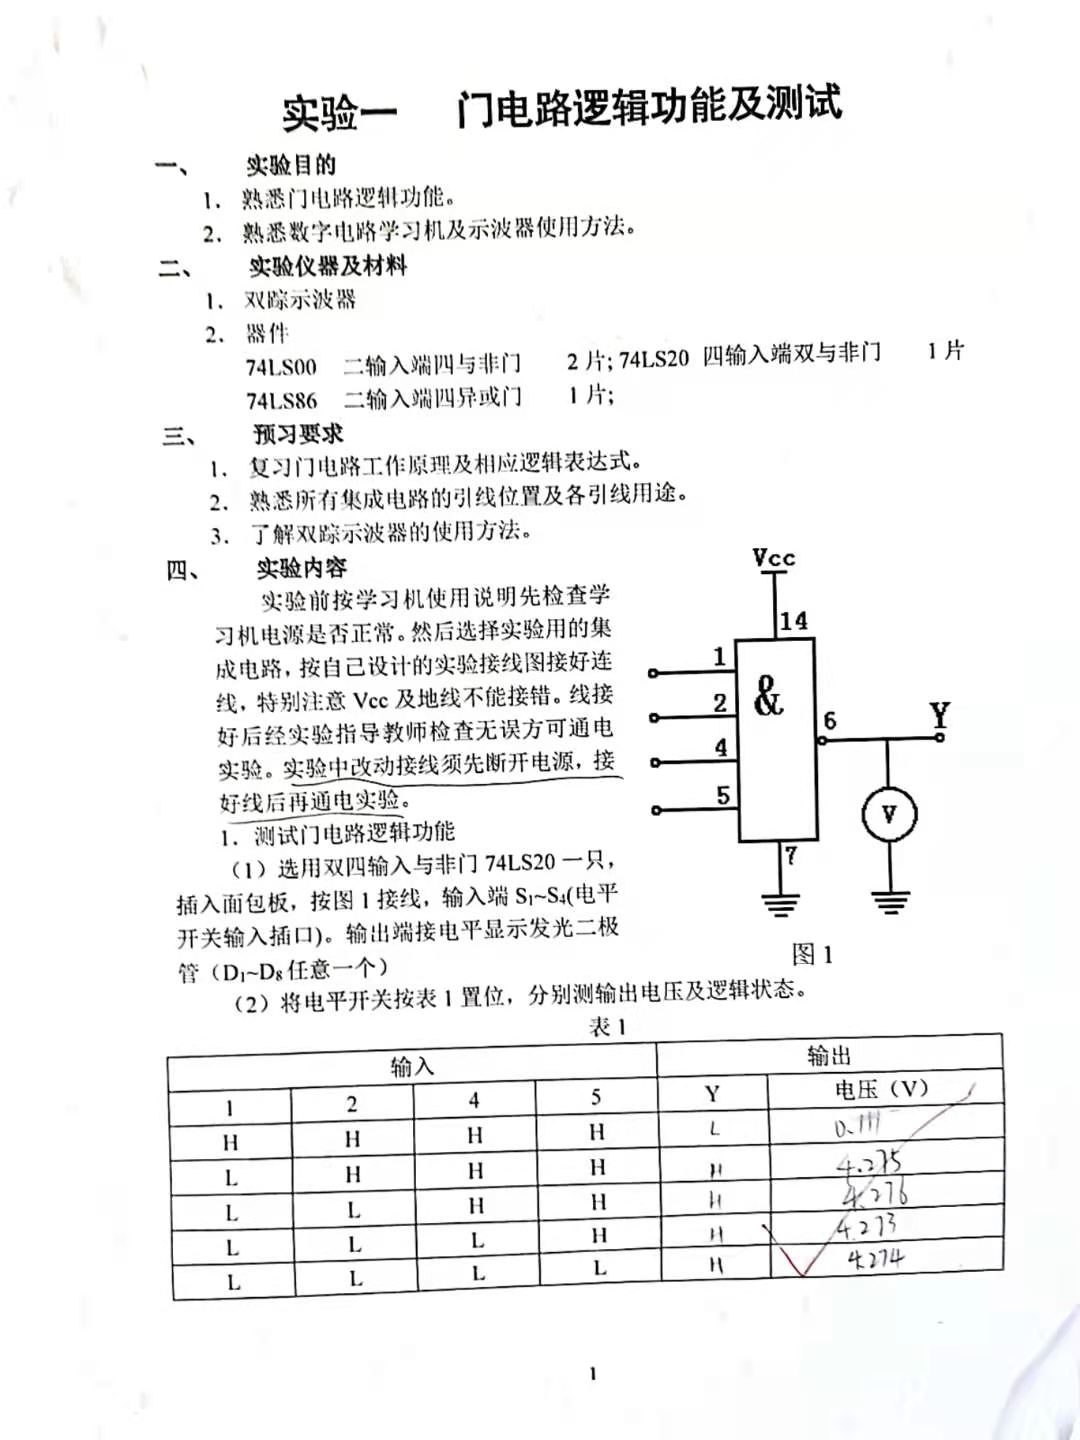 实验一 门电路逻辑功能及测试
一、 实验目的
1. 熟悉门电路逻辑功能。
2. 熟悉数字电路学习机及示波器使用方法。
二、 实验仪器及材料
1. 双踪示波器
2. 器件
74LS00 二输入端四与非门 2 片; 74LS20 四输入端双与非门 1 片
74LS86 二输入端四异或门 1 片;
三、 预习要求
1. 复习门电路工作原理及相应逻辑表达式。
2. 熟悉所有集成电路的引线位置及各引线用途。
3. 了解双踪示波器的使用方法。
四、 实验内容
实验前按学习机使用说明先检查学
习机电源是否正常。然后选择实验用的集
成电路，按自己设计的实验接线图接好连
线，特别注意 Vcc 及地线不能接错。线接
好后经实验指导教师检查无误方可通电
实验。实验中改动接线须先断开电源，接
好线后再通电实验。
1. 测试门电路逻辑功能
（1）选用双四输入与非门 74LS20 一只，
插入面包板，按图 1 接线，输入端 S1~S4(电平
开关输入插口)。输出端接电平显示发光二极
管（D1~D8 任意一个）
Vcc
14
1
2
4
5
&
6
Y
V
7
图 1
（2）将电平开关按表 1 置位，分别测输出电压及逻辑状态。
表 1
输入 输出
1 2 4 5 Y 电压（V）
H H H H L 0.111
L H H H H 4.275
L L H H H 4.276
L L L H H 4.273
L L L L H 4.274
1